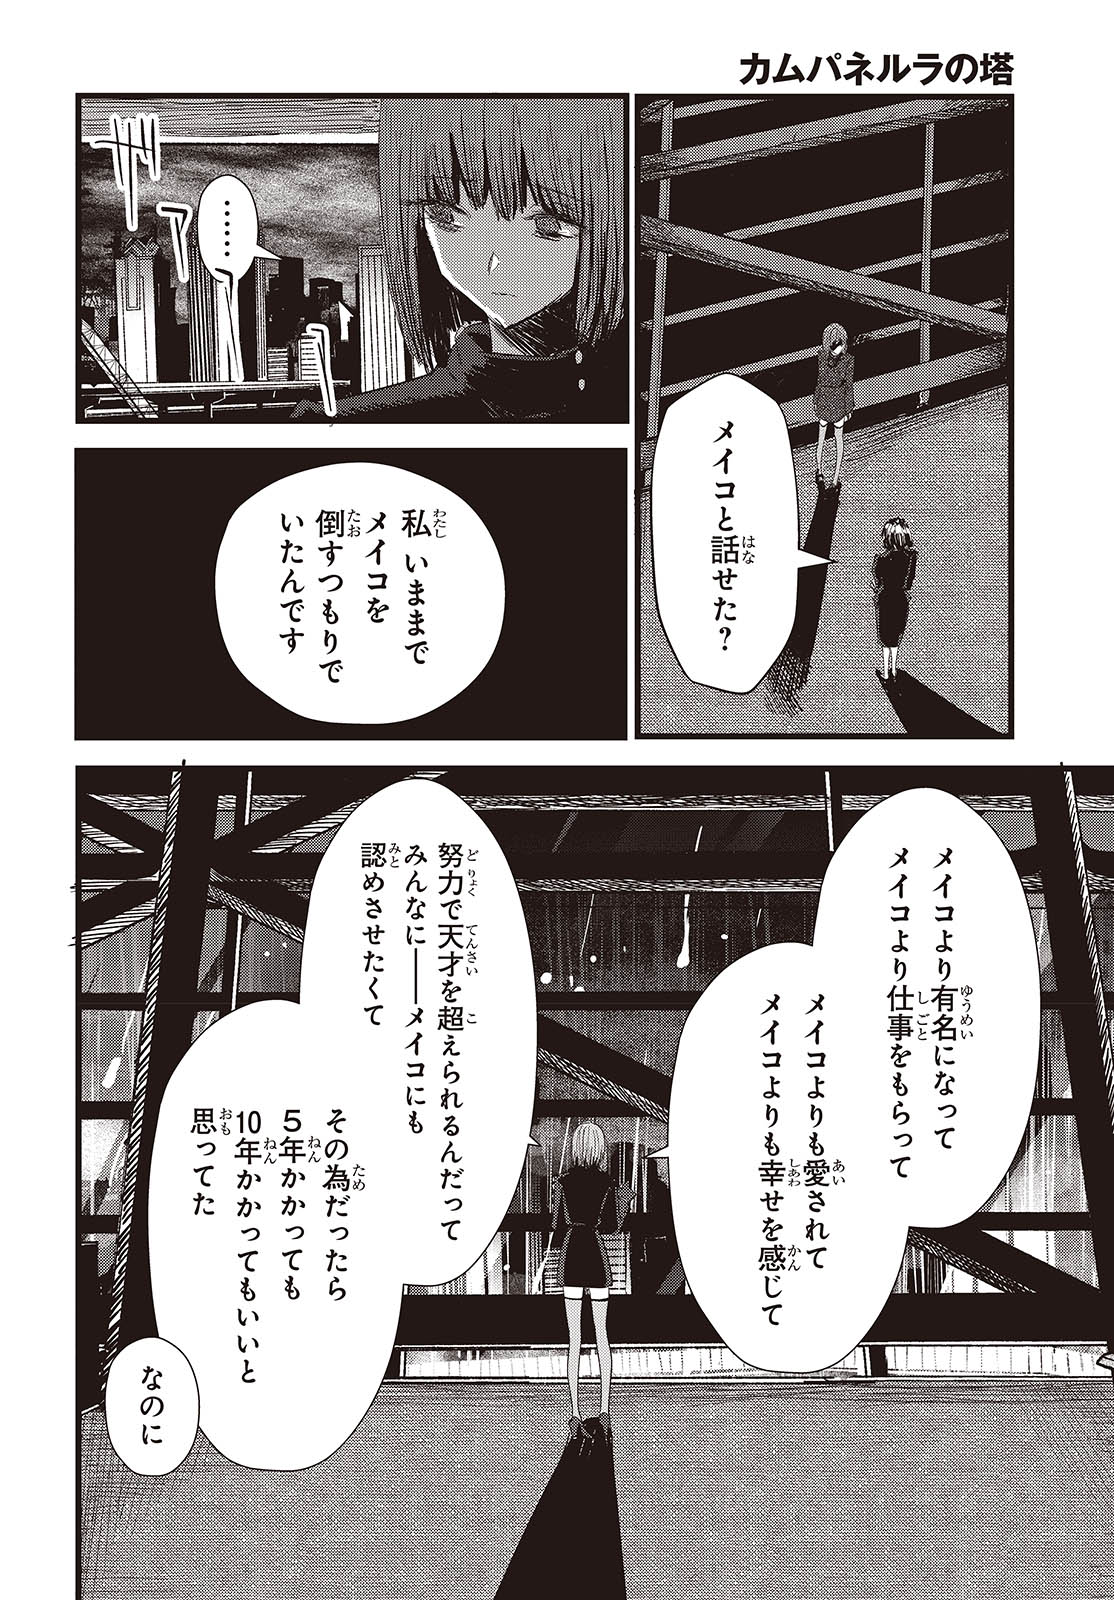 カムパネルラの塔
メイコと話せた?
………
私 いままで
メイコを
倒すつもりで
いたんです
メイコより有名になって
メイコより仕事をもらって
メイコよりも愛されて
メイコよりも幸せを感じて
努力で天才を超えられるんだって
みんなに――メイコにも
認めさせたくて
その為だったら
5年かかっても
10年かかってもいいと
思ってた
なのに